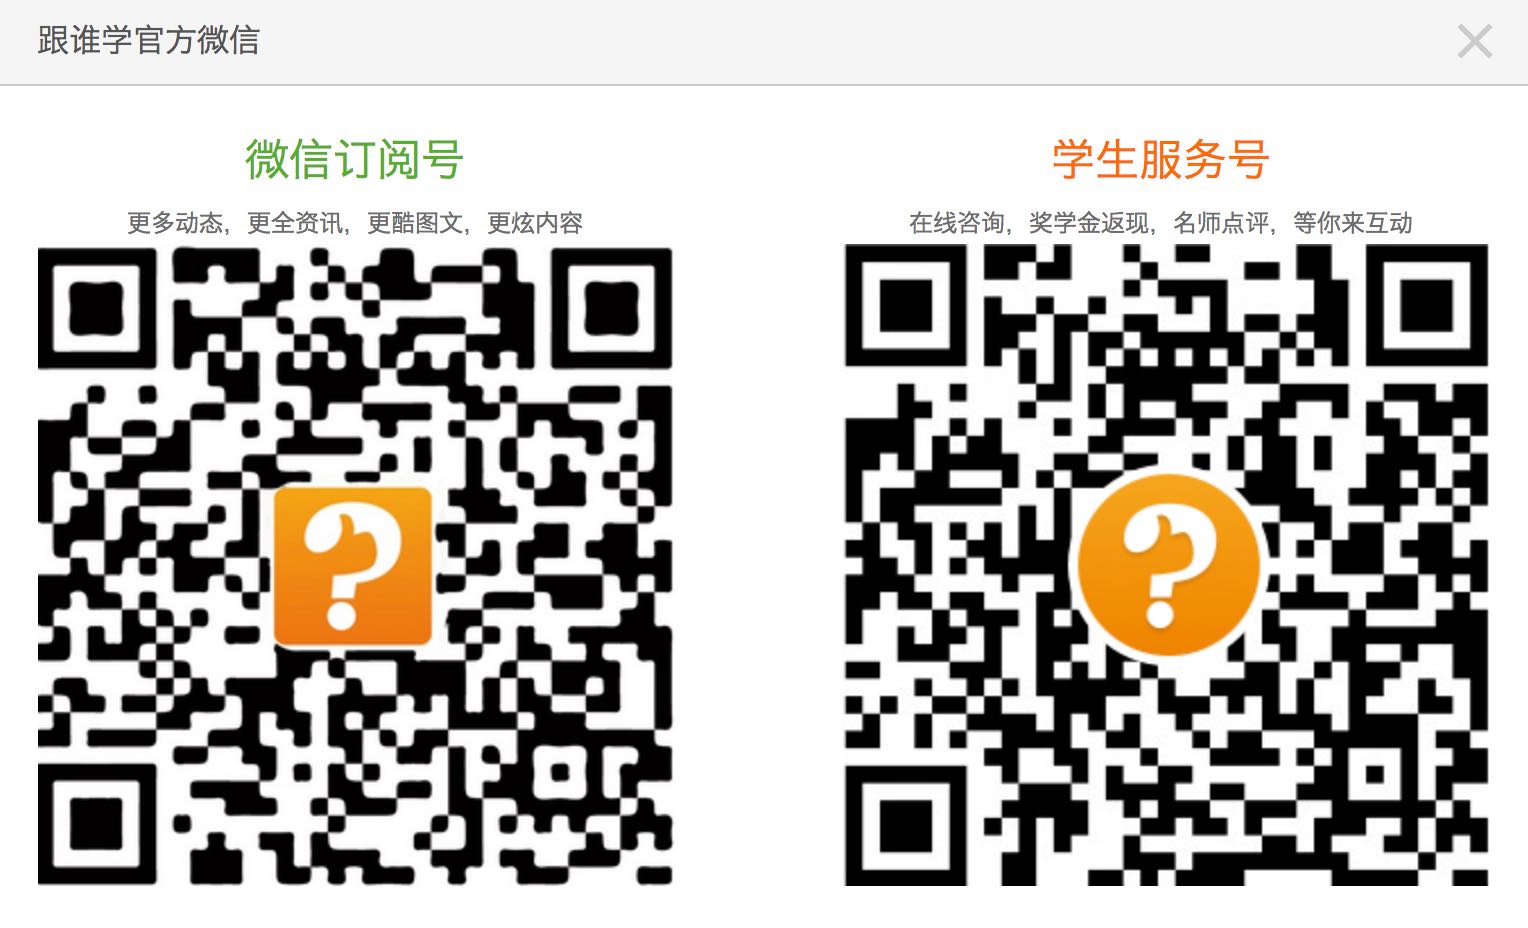 跟谁学官方微信
微信订阅号
更多动态，更全资讯，更酷图文，更炫内容
学生服务号
在线咨询，奖学金返现，名师点评，等你来互动